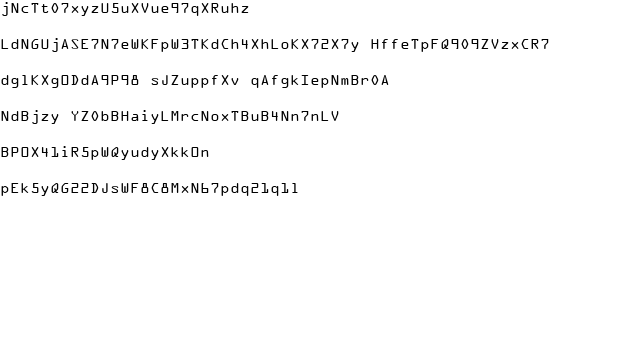 jNcTt07xyzU5uXVue97qXRuhz
LdNGUjASE7N7eWKFpW3TKdCh4XhLoKX72X7y HffeTpFQ909ZVzxCR7
dglKXgODdA9P98 sJZuppfXv qAfgkIepNmBr0A
NdBjzy YZ0bBHaiyLMrcNoxTBuB4Nn7nLV
BPOX41iR5pWQyudyXkkOn
pEk5yQG22DJsWF8C8MxN67pdq21q1l